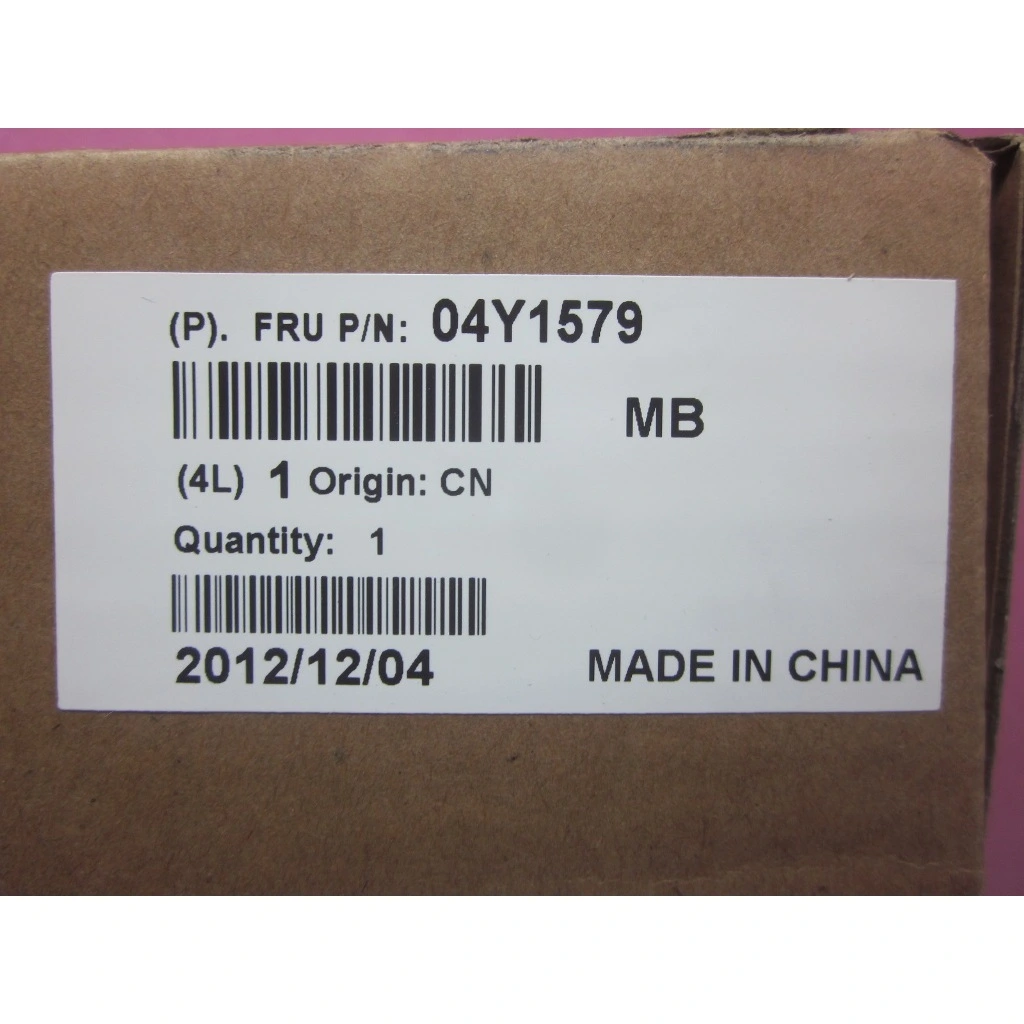 (P). FRU P/N: 04Y1579
MB
(4L) 1 Origin: CN
Quantity: 1
2012/12/04 MADE IN CHINA